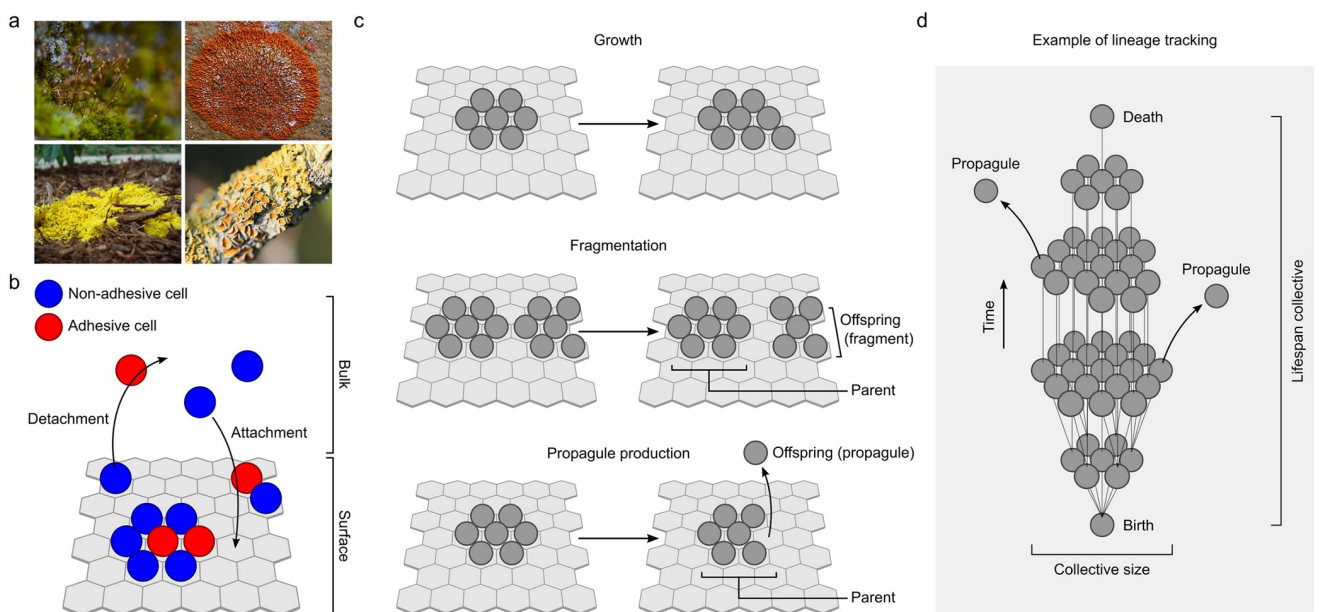 a
b
Non-adhesive cell
Adhesive cell
Detachment
Attachment
Bulk
Surface
c
Growth
Fragmentation
Offspring
(fragment)
Parent
Propagule production
Offspring (propagule)
Parent
d
Example of lineage tracking
Death
Propagule
Propagule
Time
Birth
Collective size
Lifespan collective